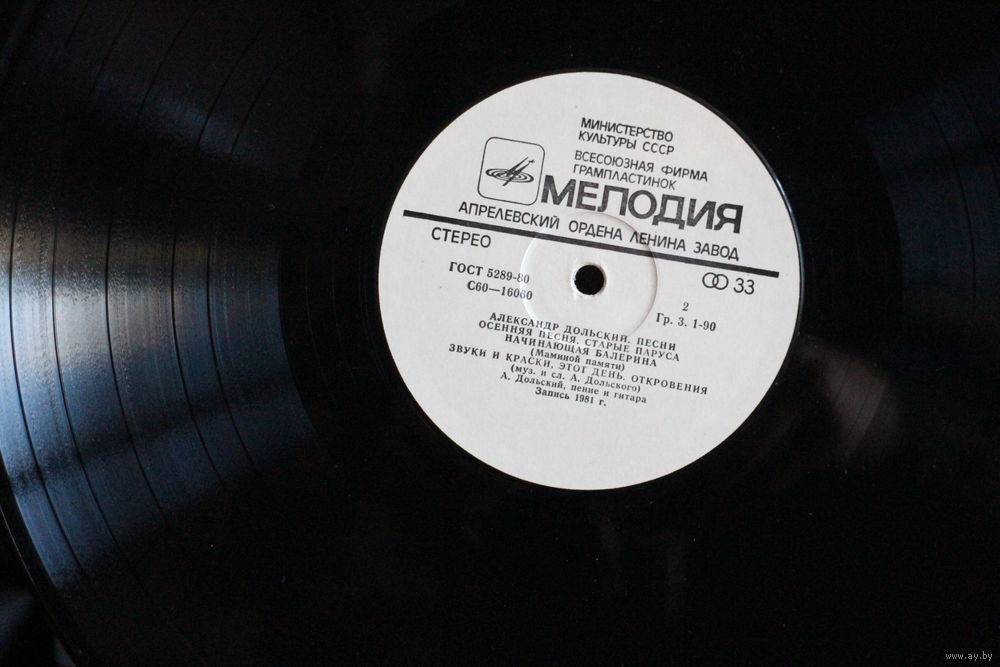 МИНИСТЕРСТВО
КУЛЬТУРЫ СССР
ВСЕСОЮЗНАЯ ФИРМА
ГРАМПЛАСТИНОК
МЕЛОДИЯ
АПРЕЛЕВСКИЙ ОРДЕНА ЛЕНИНА ЗАВОД
СТЕРЕО
33
ГОСТ 5289-80
С60—16060
2
Гр. 3. 1-90
АЛЕКСАНДР ДОЛЬСКИЙ. ПЕСНИ
ОСЕННЯЯ ПЕСНЯ. СТАРЫЕ ПАРУСА
НАЧИНАЮЩАЯ БАЛЕРИНА
(Маминой памяти)
ЗВУКИ И КРАСКИ. ЭТОТ ДЕНЬ. ОТКРОВЕНИЯ
(муз. и сл. А. Дольского)
А. Дольский, пение и гитара
Запись 1981 г.
www.ay.by